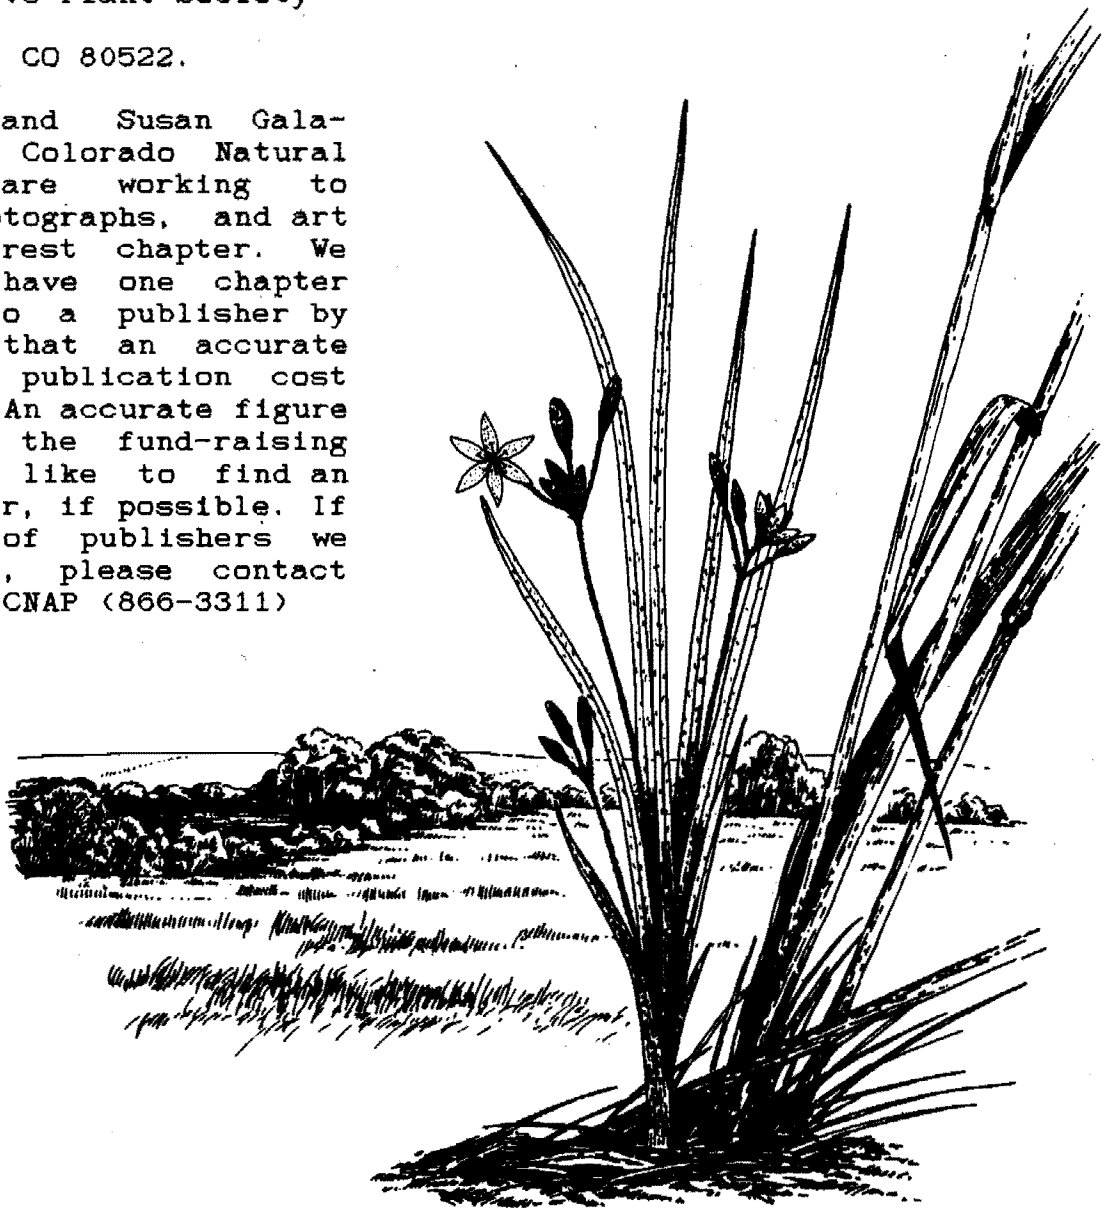 Plant Society
CO 80522.
and Susan Gala-
Colorado Natural
are working to
tographs, and art
rest chapter. We
have one chapter
o a publisher by
that an accurate
publication cost
An accurate figure
the fund-raising
like to find an
r, if possible. If
of publishers we
, please contact
CNAP (866-3311)